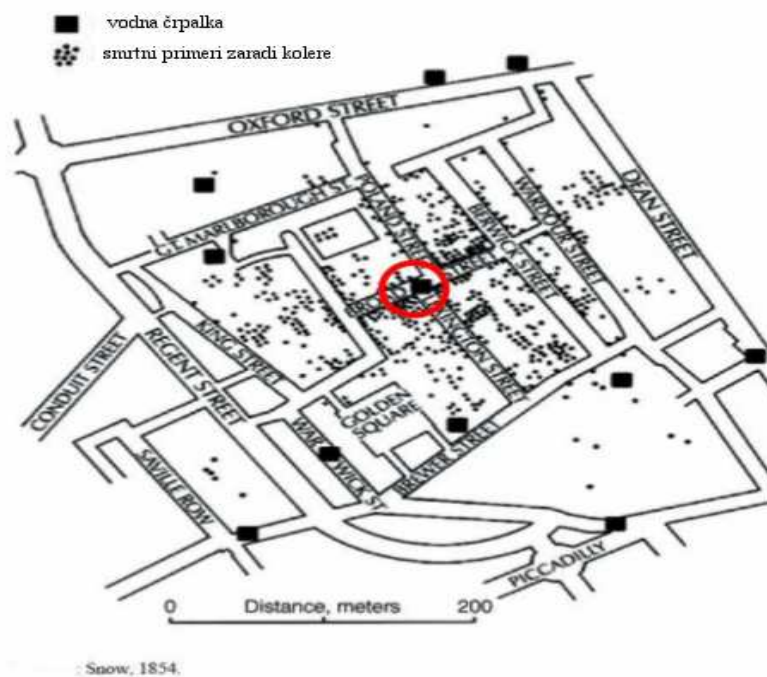 vodna črpalka
smrtni primeri zaradi kolere
OXFORD STREET
GT. MARLBOROUGH ST.
POLAND STREET
BERWICK STREET
WARDOUR STREET
DEAN STREET
KING STREET
REGENT STREET
CONDUIT STREET
GOLDEN
SQUARE
WARWICK ST
BREWER STREET
SAVILLE ROW
PICCADILLY
0 Distance, meters 200
: Snow, 1854.